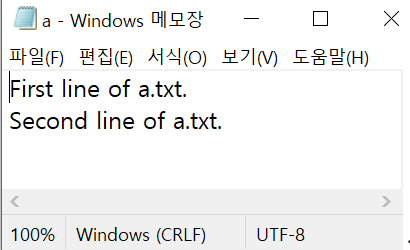 a - Windows 메모장
파일(F) 편집(E) 서식(O) 보기(V) 도움말(H)
First line of a.txt.
Second line of a.txt.
100% Windows (CRLF) UTF-8